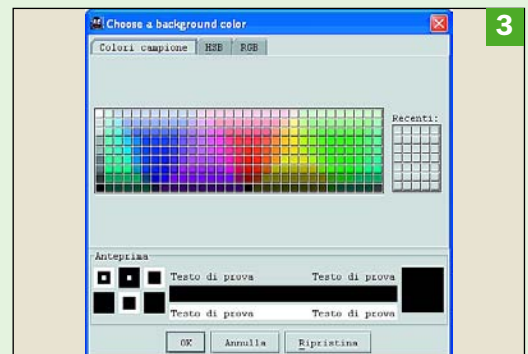 3
Choose a background color
Colori campione HSB RGB
Recenti:
Anteprima
Testo di prova Testo di prova
Testo di prova Testo di prova
OK Annulla Ripristina